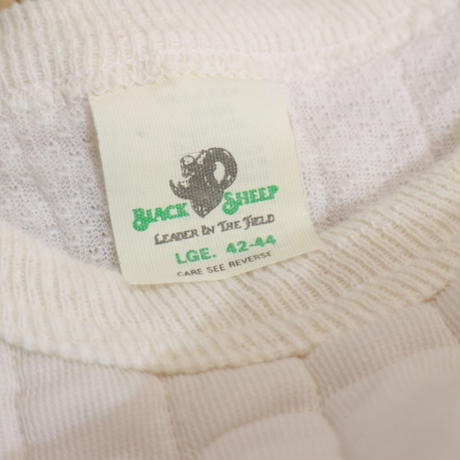 BLACK SHEEP
LEADER IN THE FIELD
LGE. 42-44
CARE SEE REVERSE